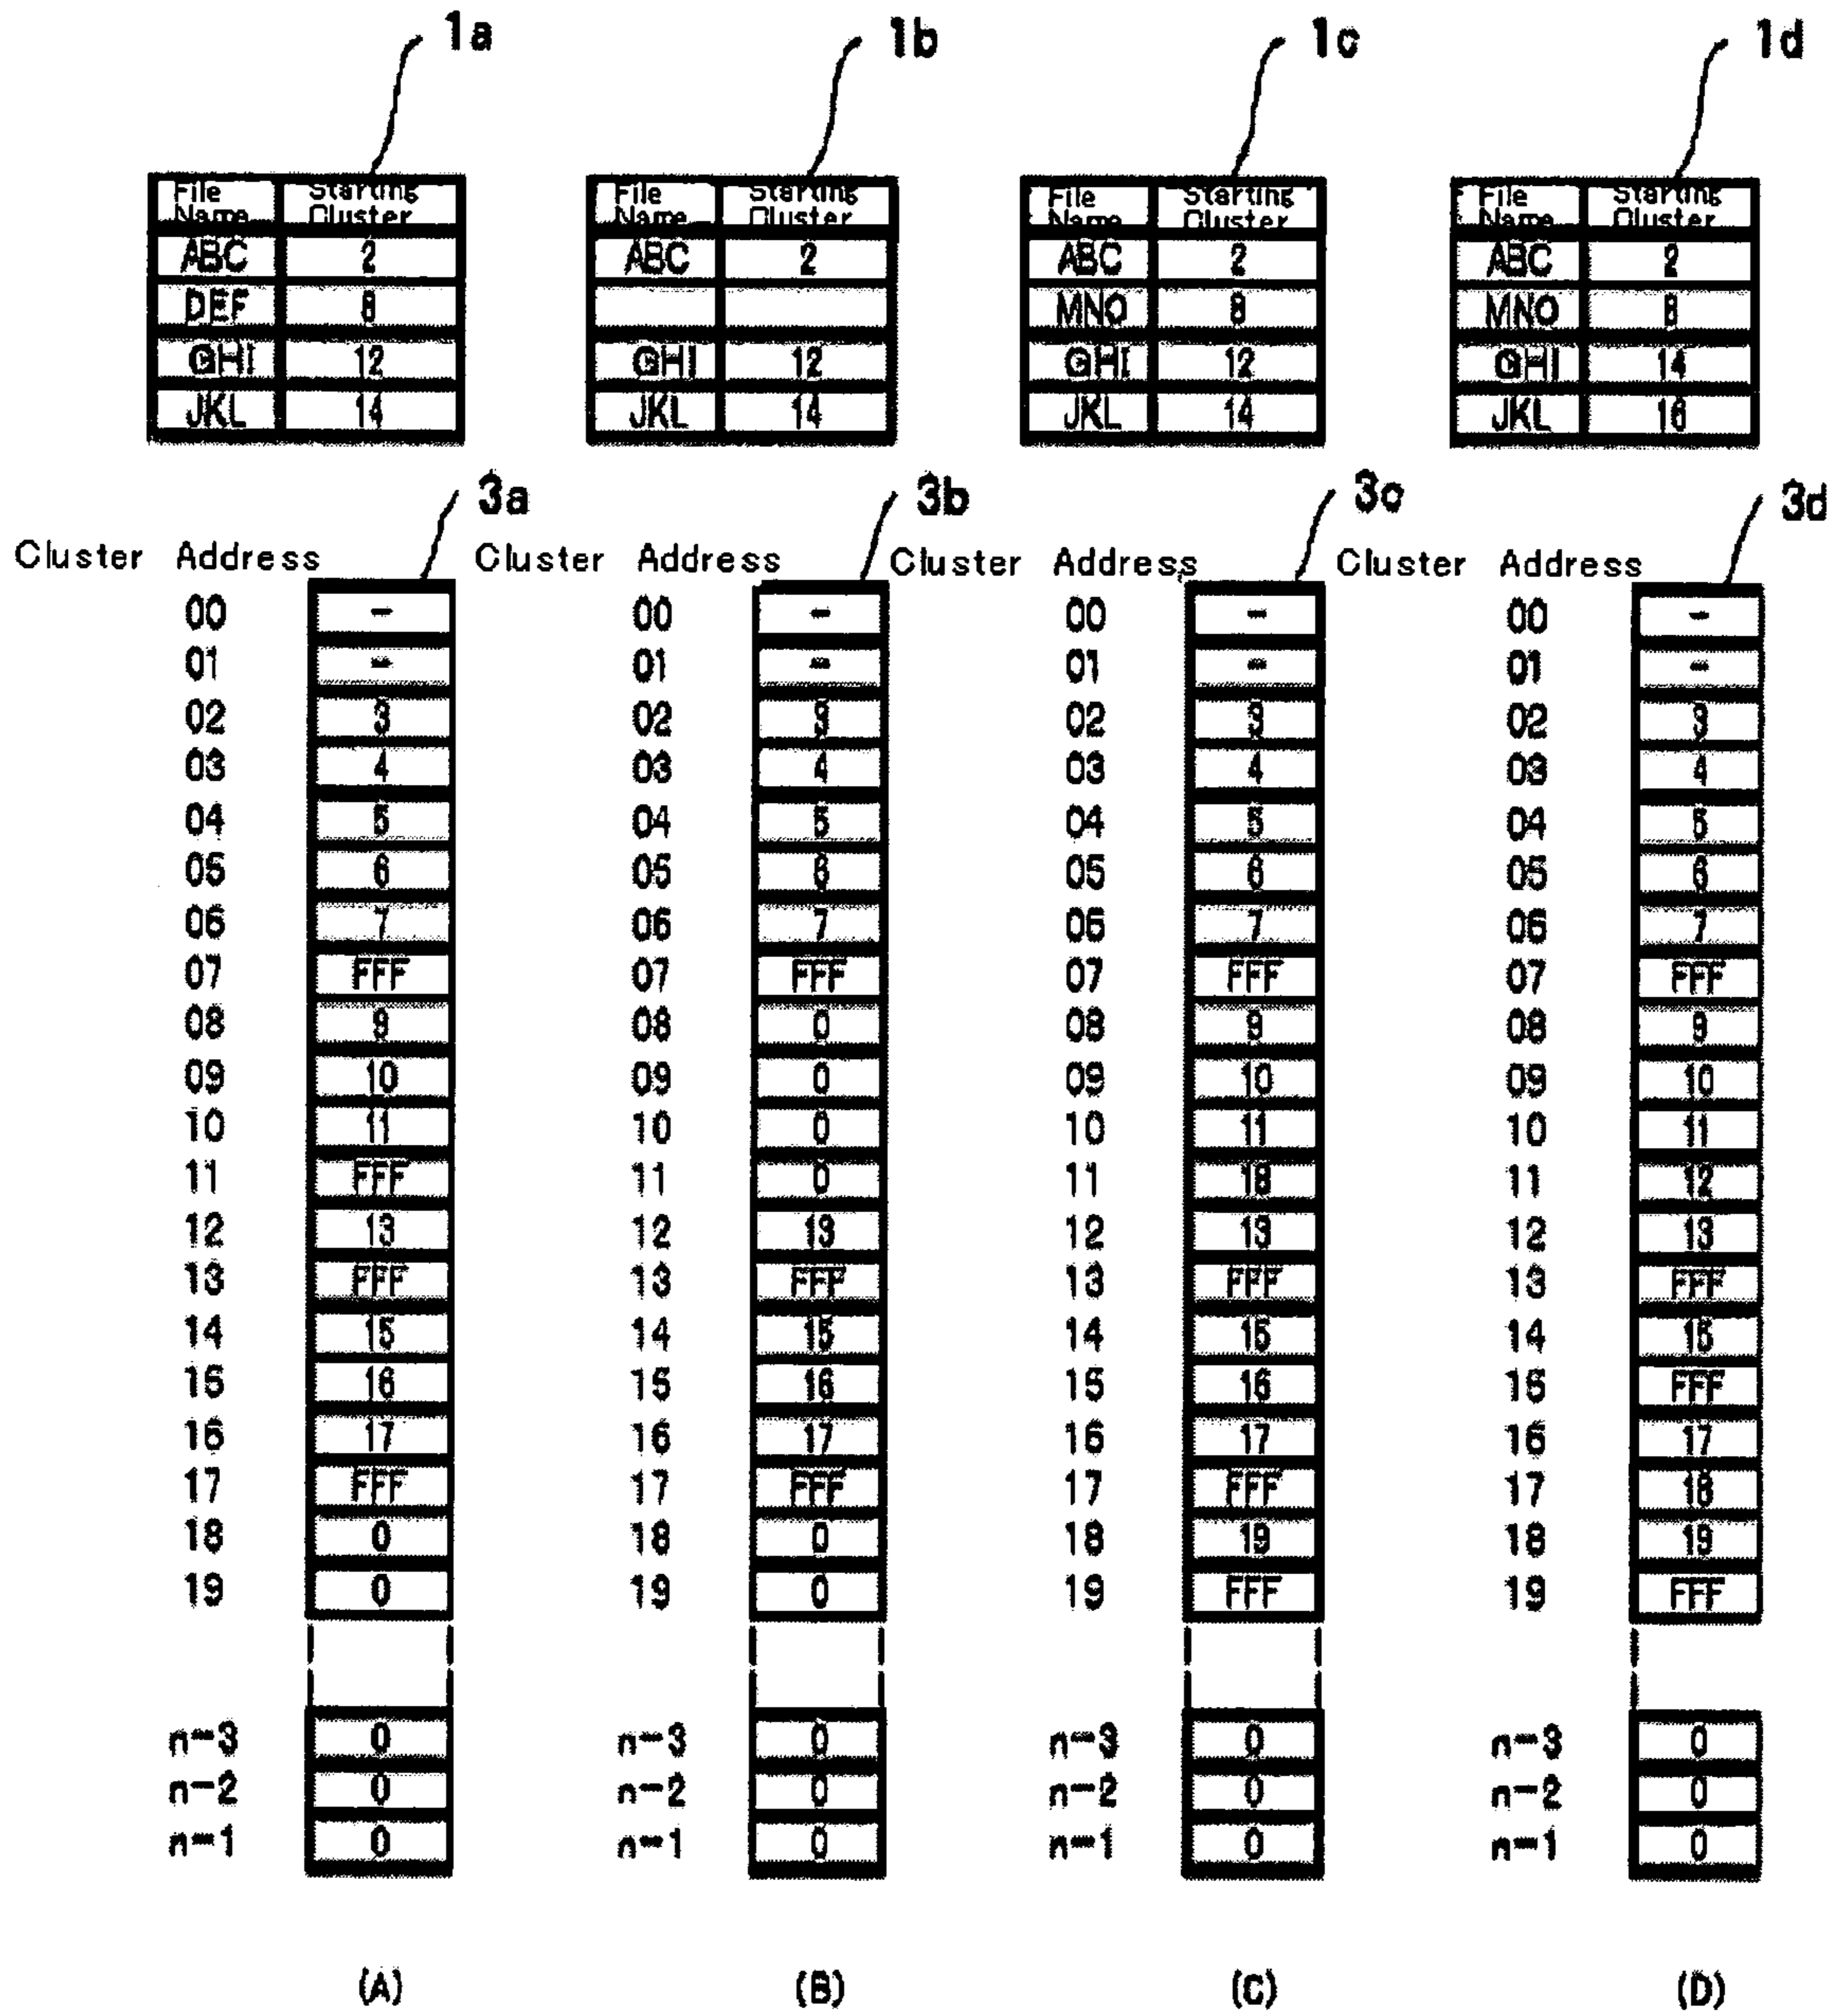 1a 1b 1c 1d
File Name Starting Cluster File Name Starting Cluster File Name Starting Cluster File Name Starting Cluster
ABC 2 ABC 2 ABC 2 ABC 2
DEF 8 MNO 8 MNO 8
GHI 12 GHI 12 GHI 12 GHI 14
JKL 14 JKL 14 JKL 14 JKL 16
3a 3b 3c 3d
Cluster Address Cluster Address Cluster Address Cluster Address
00 - 00 - 00 - 00 -
01 - 01 - 01 - 01 -
02 3 02 3 02 3 02 3
03 4 03 4 03 4 03 4
04 5 04 5 04 5 04 5
05 6 05 6 05 6 05 6
06 7 06 7 06 7 06 7
07 FFF 07 FFF 07 FFF 07 FFF
08 9 08 0 08 9 08 9
09 10 09 0 09 10 09 10
10 11 10 0 10 11 10 11
11 FFF 11 0 11 18 11 12
12 13 12 13 12 13 12 13
13 FFF 13 FFF 13 FFF 13 FFF
14 15 14 15 14 15 14 15
15 16 15 16 15 16 15 FFF
16 17 16 17 16 17 16 17
17 FFF 17 FFF 17 FFF 17 18
18 0 18 0 18 19 18 19
19 0 19 0 19 FFF 19 FFF
n-3 0 n-3 0 n-3 0 n-3 0
n-2 0 n-2 0 n-2 0 n-2 0
n-1 0 n-1 0 n-1 0 n-1 0
(A) (B) (C) (D)